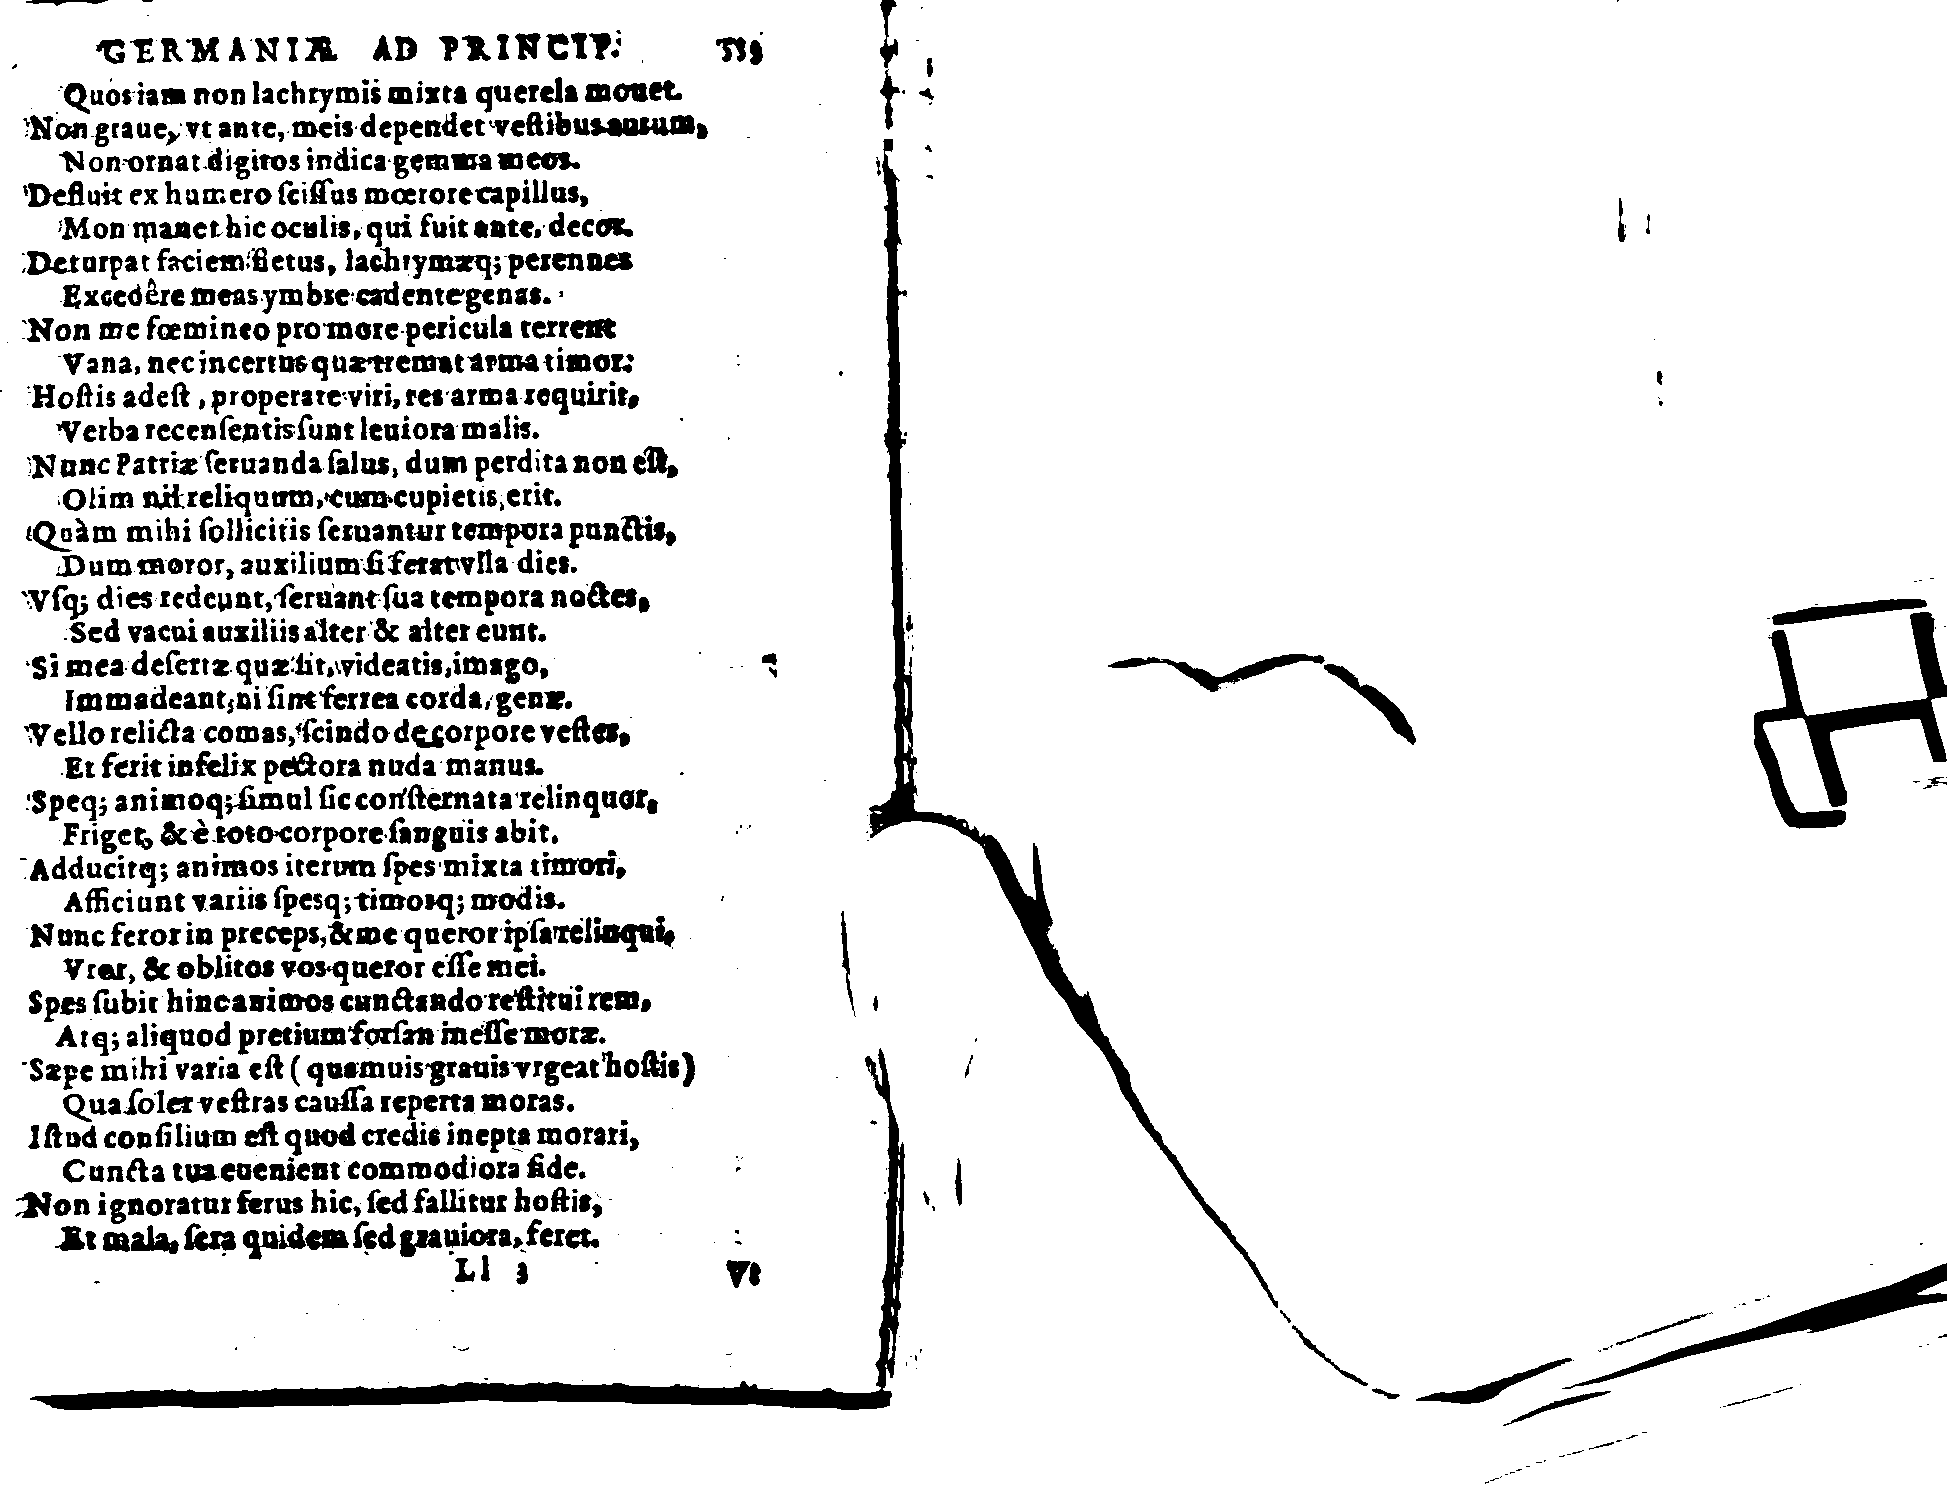 GERMANIÆ AD PRINCIP. 535
Quos iam non lachrymis mixta querela mouet.
Non graue, vt ante, meis dependet vestibus aurum,
Non ornat digitos indica gemma meos.
Defluit ex humero scissus mœrore capillus,
Mon manet hic oculis, qui fuit ante, decor.
Deturpat faciem fletus, lachrymæq; perennes
Excedêre meas ymbre cadente genas.
Non me fœmineo pro more pericula terrent
Vana, nec incertus quæ tremat arma timor:
Hostis adest, properate viri, res arma requirit,
Verba recensentis sunt leuiora malis.
Nunc Patriæ seruanda salus, dum perdita non est,
Olim nil reliquum, cum cupietis, erit.
Quàm mihi sollicitis seruantur tempora punctis,
Dum moror, auxilium si ferat vlla dies.
Vsq; dies redeunt, seruant sua tempora noctes,
Sed vacui auxiliis alter & alter eunt.
Si mea desertæ quæ sit, videatis, imago,
Immadeant, ni sint ferrea corda, genæ.
Vello relicta comas, scindo de corpore vestes,
Et ferit infelix pectora nuda manus.
Speq; animoq; simul sic consternata relinquor,
Friget, & è toto corpore sanguis abit.
Adducitq; animos iterum spes mixta timori,
Afficiunt variis spesq; timorq; modis.
Nunc feror in preceps, & me queror ipsa relinqui,
Vror, & oblitos vos queror esse mei.
Spes subit hinc animos cunctando restitui rem,
Atq; aliquod pretium forsan inesse moræ.
Sæpe mihi varia est (quamuis grauis vrgeat hostis)
Qua solet vestras caussa reperta moras.
Istud consilium est quod credis inepta morari,
Cuncta tua euenient commodiora fide.
Non ignoratur ferus hic, sed fallitur hostis,
Et mala, sera quidem sed grauiora, feret.
Ll 3 Vt